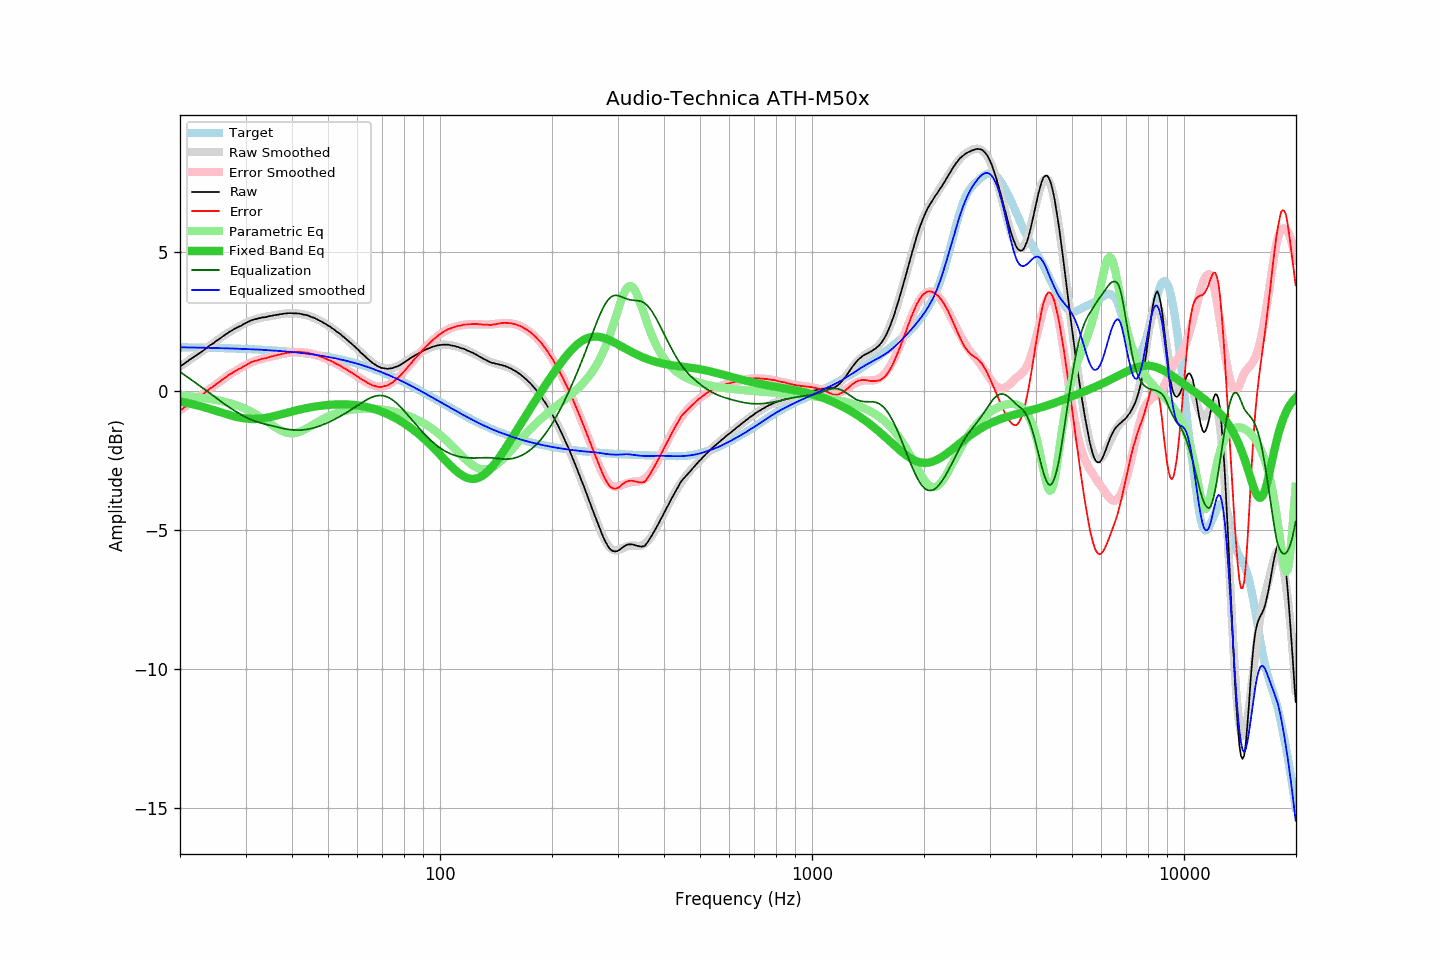 Audio-Technica ATH-M50x
Target
Raw Smoothed
Error Smoothed
Raw
Error
Parametric Eq
Fixed Band Eq
Equalization
Equalized smoothed
5
0
−5
−10
−15
Amplitude (dBr)
100
1000
10000
Frequency (Hz)